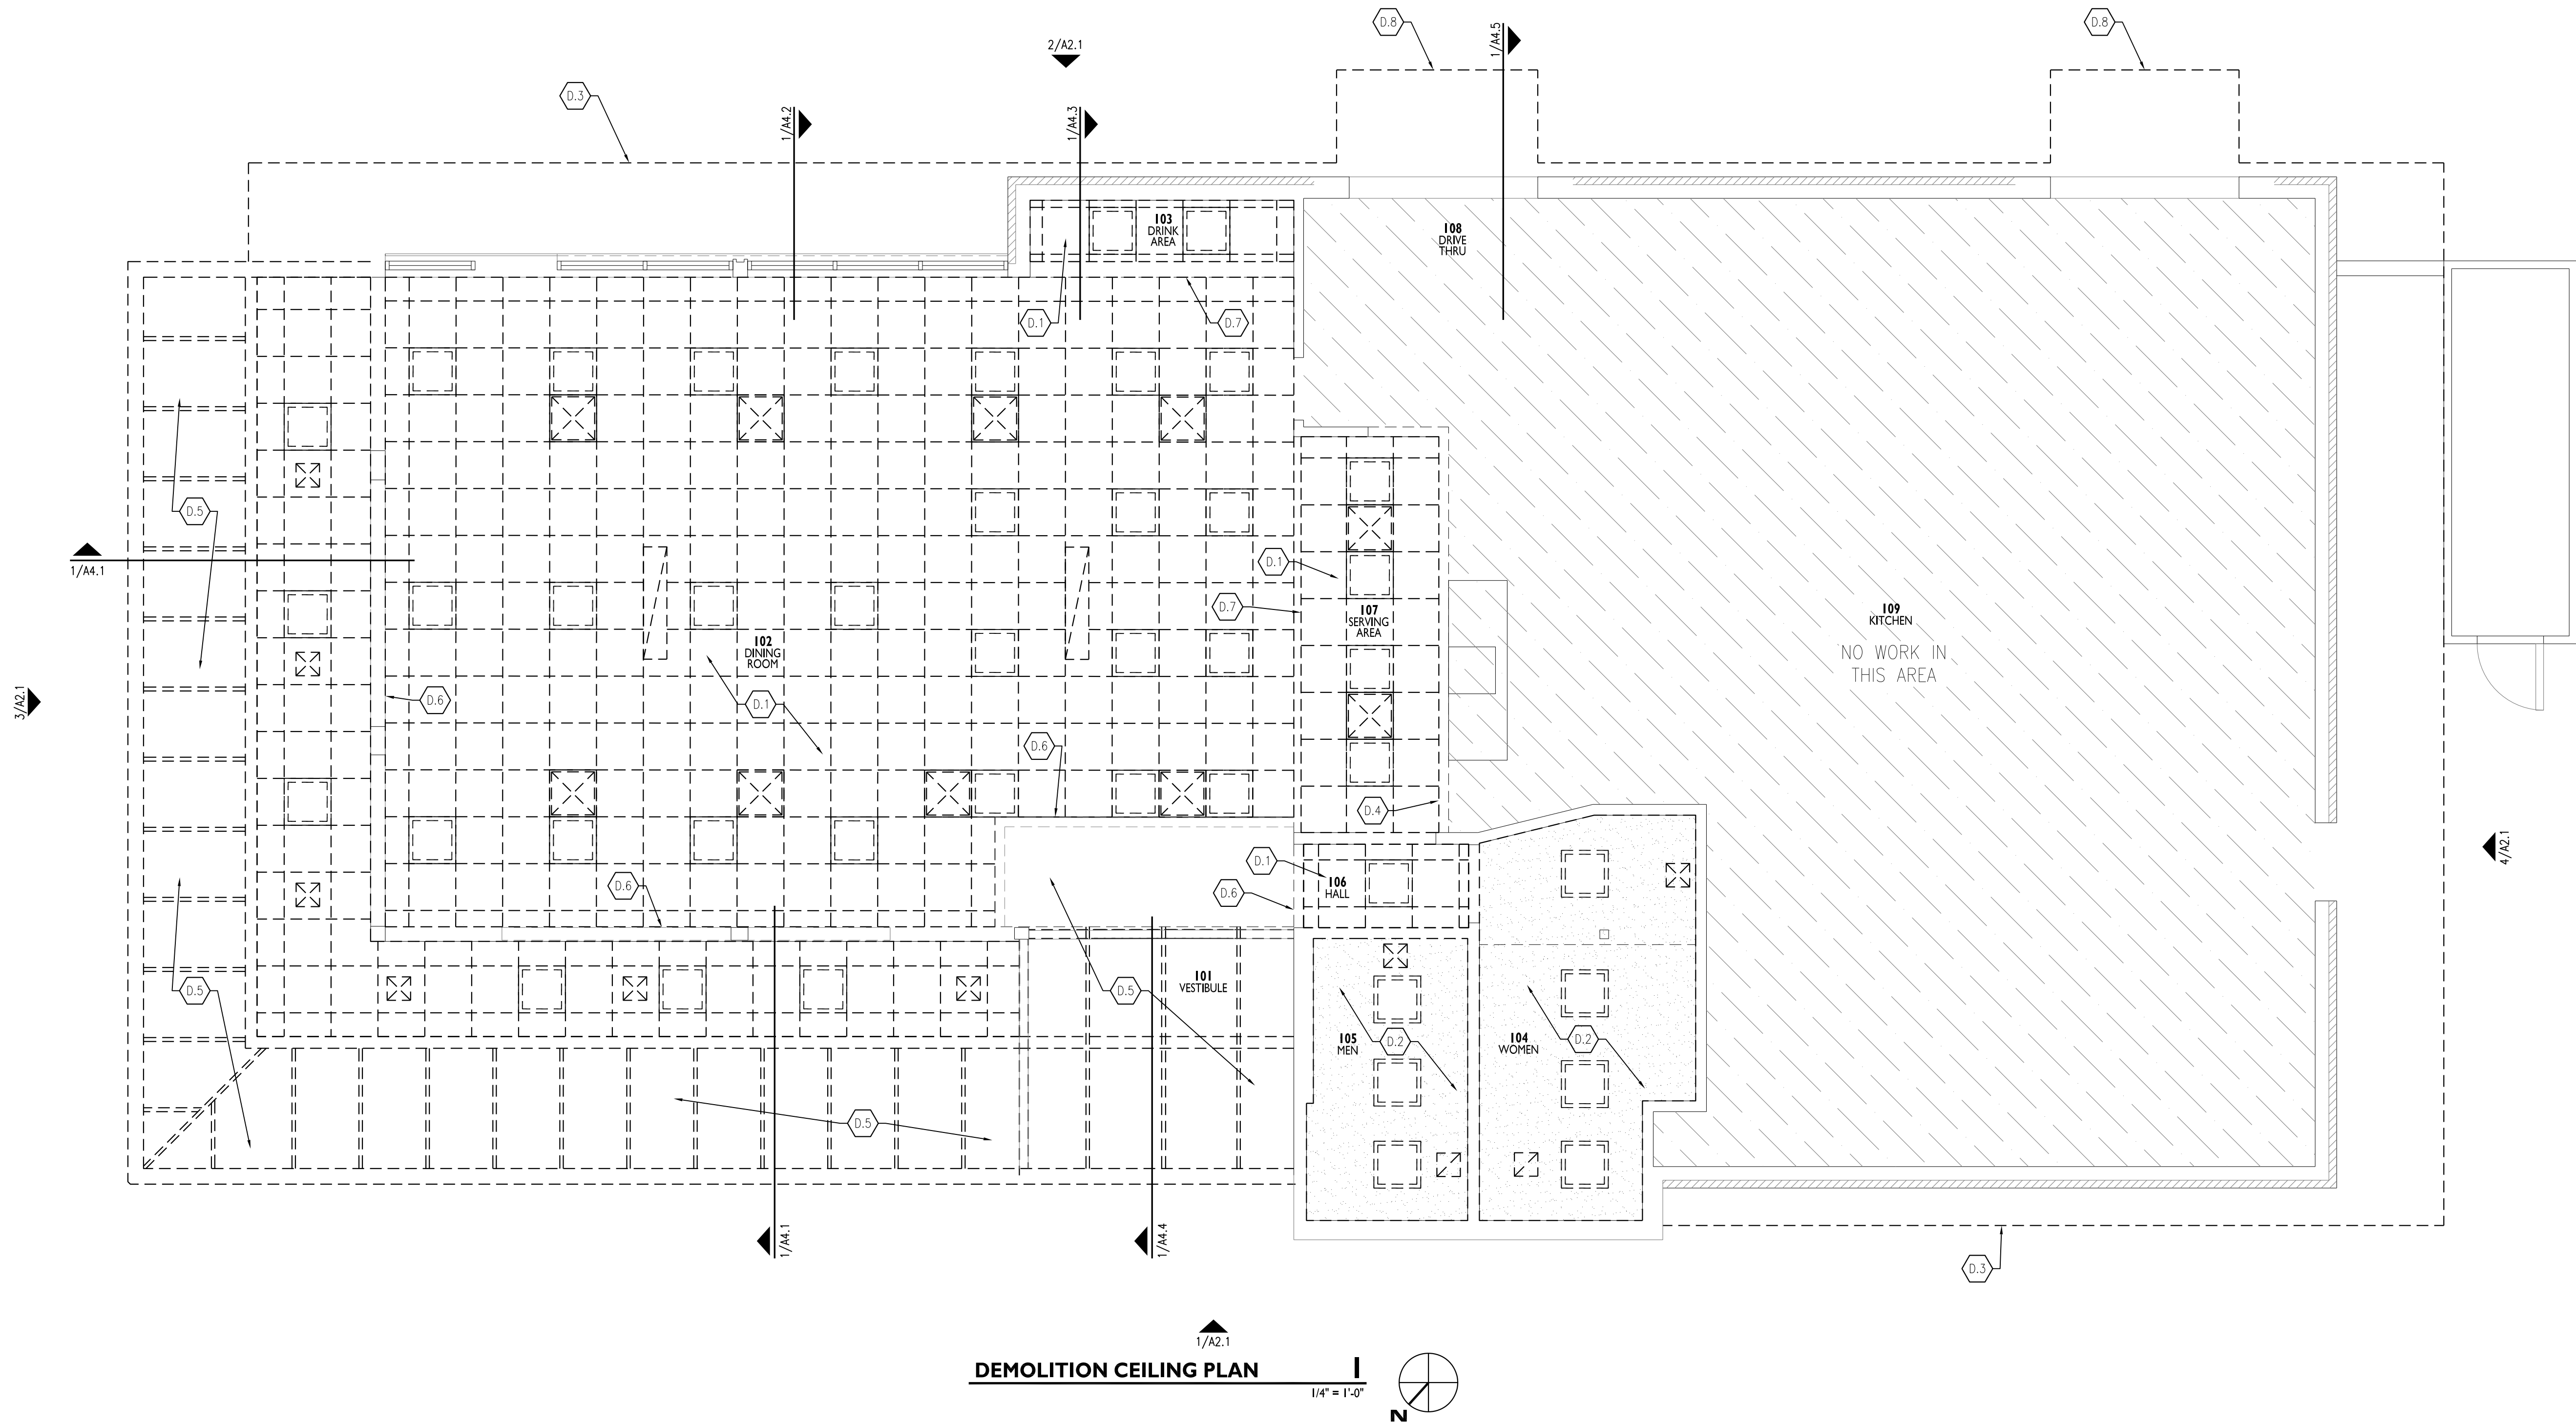 D.8
D.8
1/A4.5
2/A2.1
D.3
1/A4.2
1/A4.3
103
DRINK
AREA
108
DRIVE
THRU
D.1
D.7
D.5
1/A4.1
D.1
D.7
107
SERVING
AREA
109
KITCHEN
NO WORK IN
THIS AREA
102
DINING
ROOM
3/A2.1
D.6
D.1
D.6
D.4
4/A2.1
D.1
106
HALL
D.6
D.6
101
VESTIBULE
D.5
D.5
105
MEN
D.2
104
WOMEN
D.2
D.5
1/A4.1
1/A4.4
D.3
1/A2.1
DEMOLITION CEILING PLAN 1
1/4" = 1'-0"
N